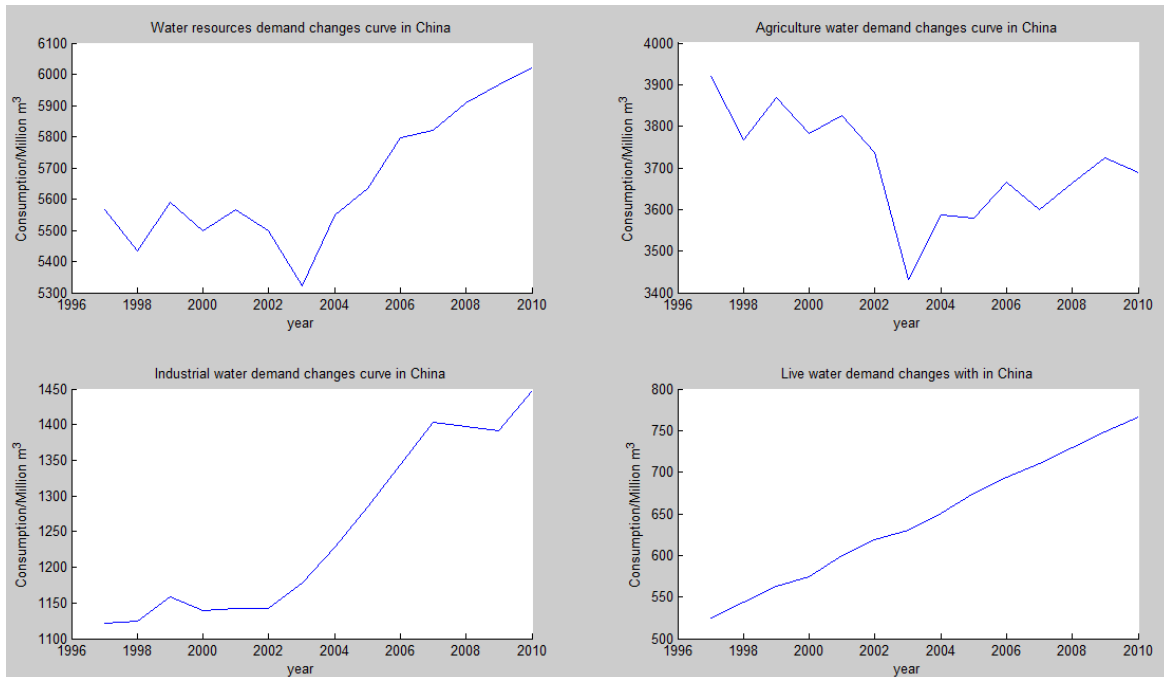 Water resources demand changes curve in China
6100
6000
5900
5800
5700
5600
5500
5400
5300
Consumption/Million m³
1996 1998 2000 2002 2004 2006 2008 2010
year
Agriculture water demand changes curve in China
4000
3900
3800
3700
3600
3500
3400
Consumption/Million m³
1996 1998 2000 2002 2004 2006 2008 2010
year
Industrial water demand changes curve in China
1450
1400
1350
1300
1250
1200
1150
1100
Consumption/Million m³
1996 1998 2000 2002 2004 2006 2008 2010
year
Live water demand changes with in China
800
750
700
650
600
550
500
Consumption/Million m³
1996 1998 2000 2002 2004 2006 2008 2010
year